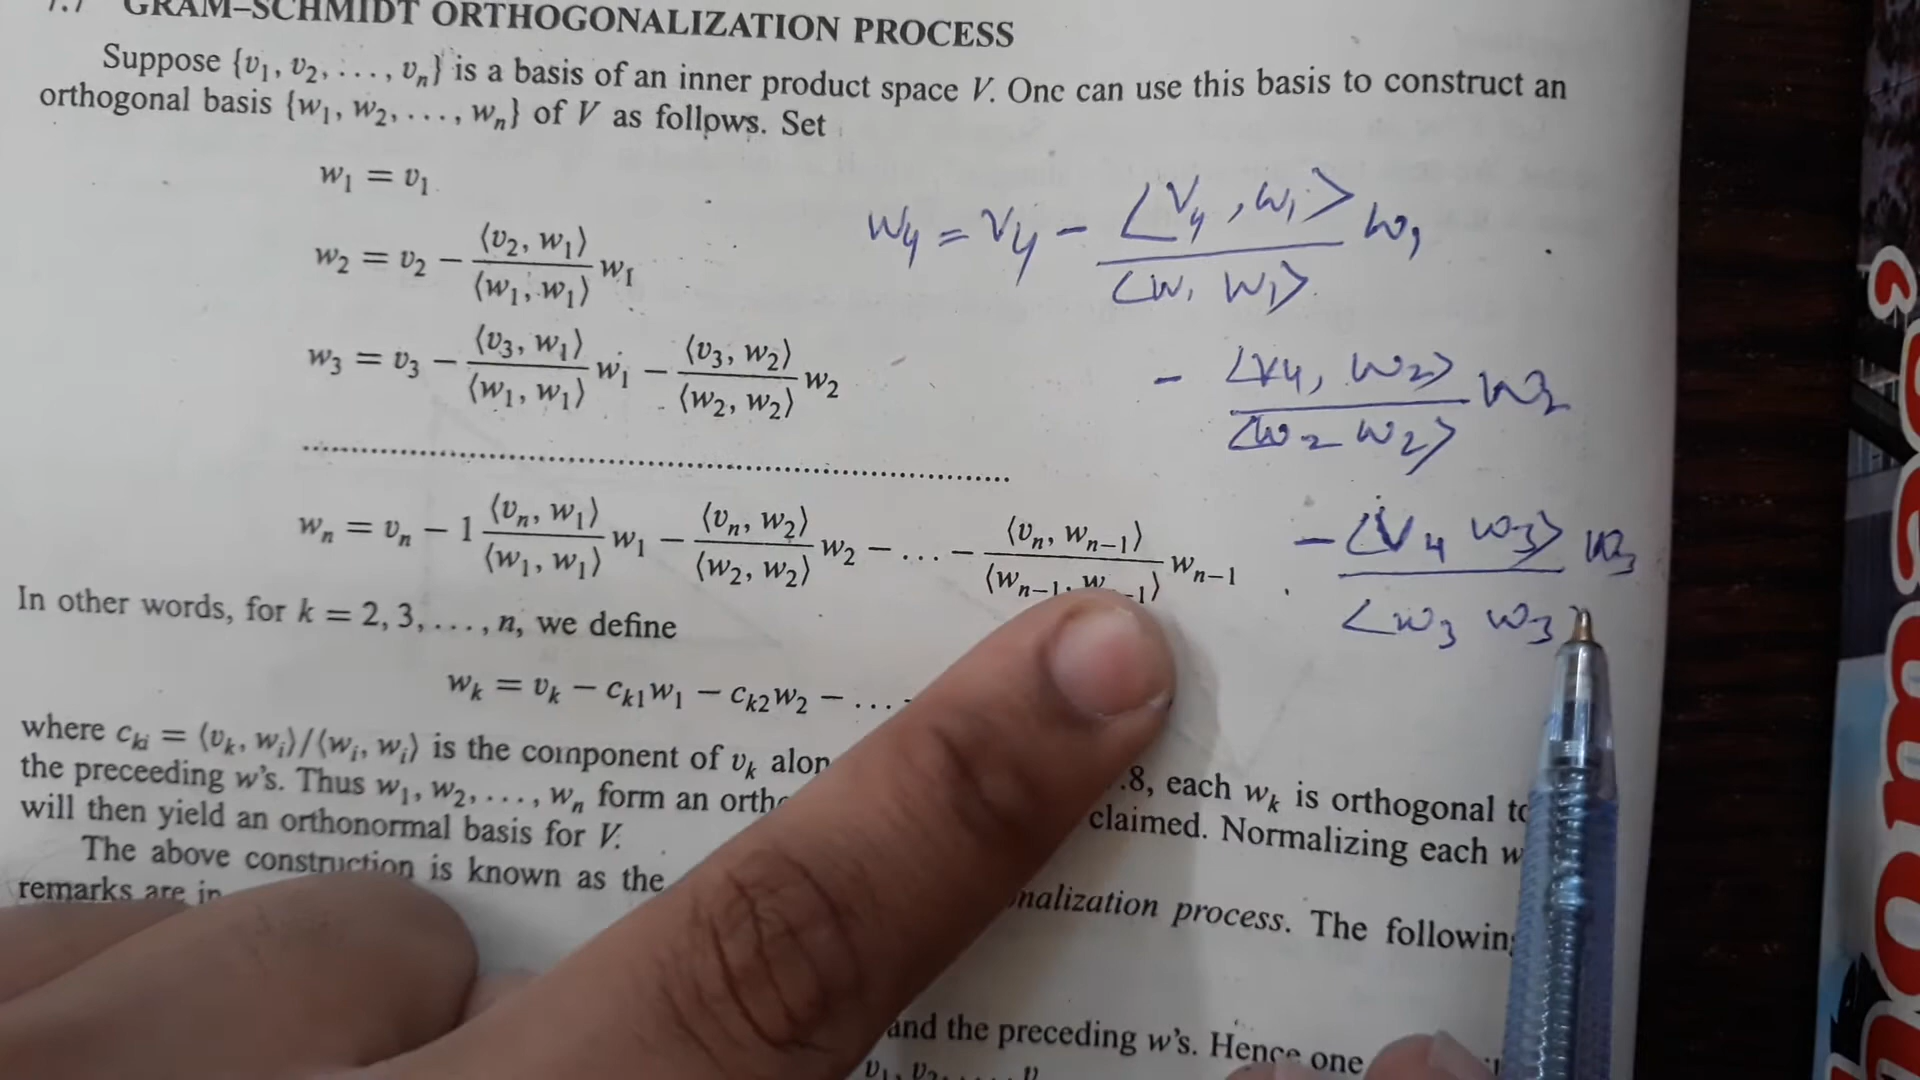 7.7 GRAM–SCHMIDT ORTHOGONALIZATION PROCESS
Suppose {v₁, v₂, . . . , vₙ} is a basis of an inner product space V. One can use this basis to construct an
orthogonal basis {w₁, w₂, . . . , wₙ} of V as follows. Set
w₁ = v₁
w₂ = v₂ − ⟨v₂, w₁⟩/⟨w₁, w₁⟩ w₁
w₃ = v₃ − ⟨v₃, w₁⟩/⟨w₁, w₁⟩ w₁ − ⟨v₃, w₂⟩/⟨w₂, w₂⟩ w₂
wₙ = vₙ − 1 ⟨vₙ, w₁⟩/⟨w₁, w₁⟩ w₁ − ⟨vₙ, w₂⟩/⟨w₂, w₂⟩ w₂ − . . . − ⟨vₙ, wₙ₋₁⟩/⟨wₙ₋₁, w₋₁⟩ wₙ₋₁
w₄ = v₄ − ⟨v₄, w₁⟩/⟨w₁ w₁⟩ w₁
− ⟨v₄, w₂⟩/⟨w₂ w₂⟩ w₂
− ⟨v₄ w₃⟩/⟨w₃ w₃⟩ w₃
In other words, for k = 2, 3, . . . , n, we define
wₖ = vₖ − cₖ₁w₁ − cₖ₂w₂ − . . .
where cₖᵢ = ⟨vₖ, wᵢ⟩/⟨wᵢ, wᵢ⟩ is the component of vₖ .8, each wₖ is orthogonal
the preceeding w's. Thus w₁, w₂, . . . , wₙ form an claimed. Normalizing each w
will then yield an orthonormal basis for V.
The above construction is known as the nalization process. The
remarks are
and the preceding w's. Hence one
v₁, v₂